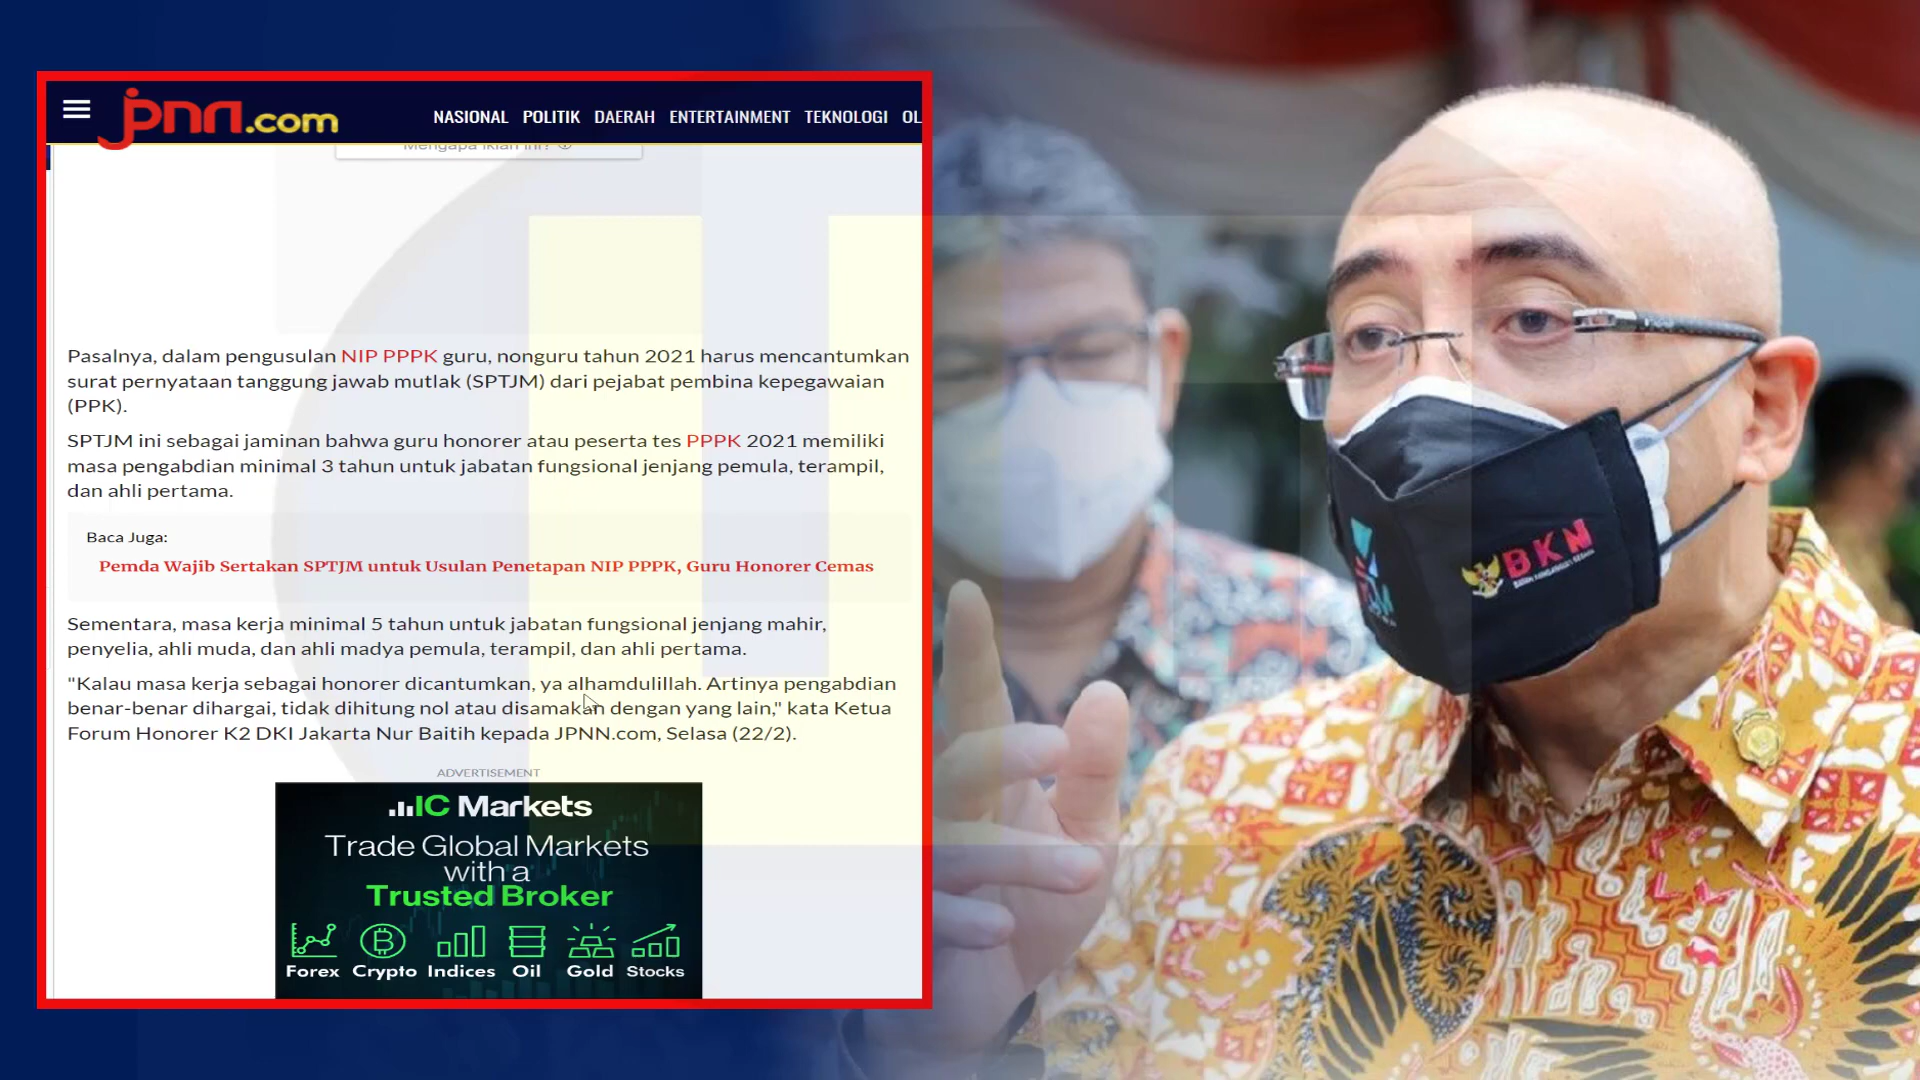 jpnn.com
NASIONAL POLITIK DAERAH ENTERTAINMENT TEKNOLOGI OL
Mengapa iklan ini?
Pasalnya, dalam pengusulan NIP PPPK guru, nonguru tahun 2021 harus mencantumkan
surat pernyataan tanggung jawab mutlak (SPTJM) dari pejabat pembina kepegawaian
(PPK).
SPTJM ini sebagai jaminan bahwa guru honorer atau peserta tes PPPK 2021 memiliki
masa pengabdian minimal 3 tahun untuk jabatan fungsional jenjang pemula, terampil,
dan ahli pertama.
Baca Juga:
Pemda Wajib Sertakan SPTJM untuk Usulan Penetapan NIP PPPK, Guru Honorer Cemas
Sementara, masa kerja minimal 5 tahun untuk jabatan fungsional jenjang mahir,
penyelia, ahli muda, dan ahli madya pemula, terampil, dan ahli pertama.
"Kalau masa kerja sebagai honorer dicantumkan, ya alhamdulillah. Artinya pengabdian
benar-benar dihargai, tidak dihitung nol atau disamakan dengan yang lain," kata Ketua
Forum Honorer K2 DKI Jakarta Nur Baitih kepada JPNN.com, Selasa (22/2).
ADVERTISEMENT
IC Markets
Trade Global Markets
with a
Trusted Broker
Forex Crypto Indices Oil Gold Stocks
BKN